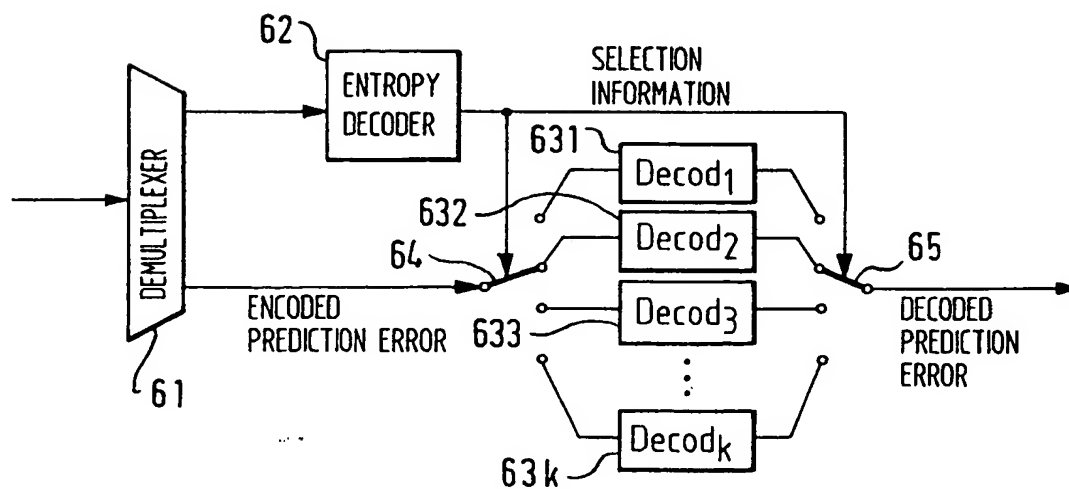 62
ENTROPY
DECODER
SELECTION
INFORMATION
DEMULTIPLEXER
61
ENCODED
PREDICTION ERROR
64
631
Decod1
632
Decod2
633
Decod3
63k
Decodk
65
DECODED
PREDICTION
ERROR